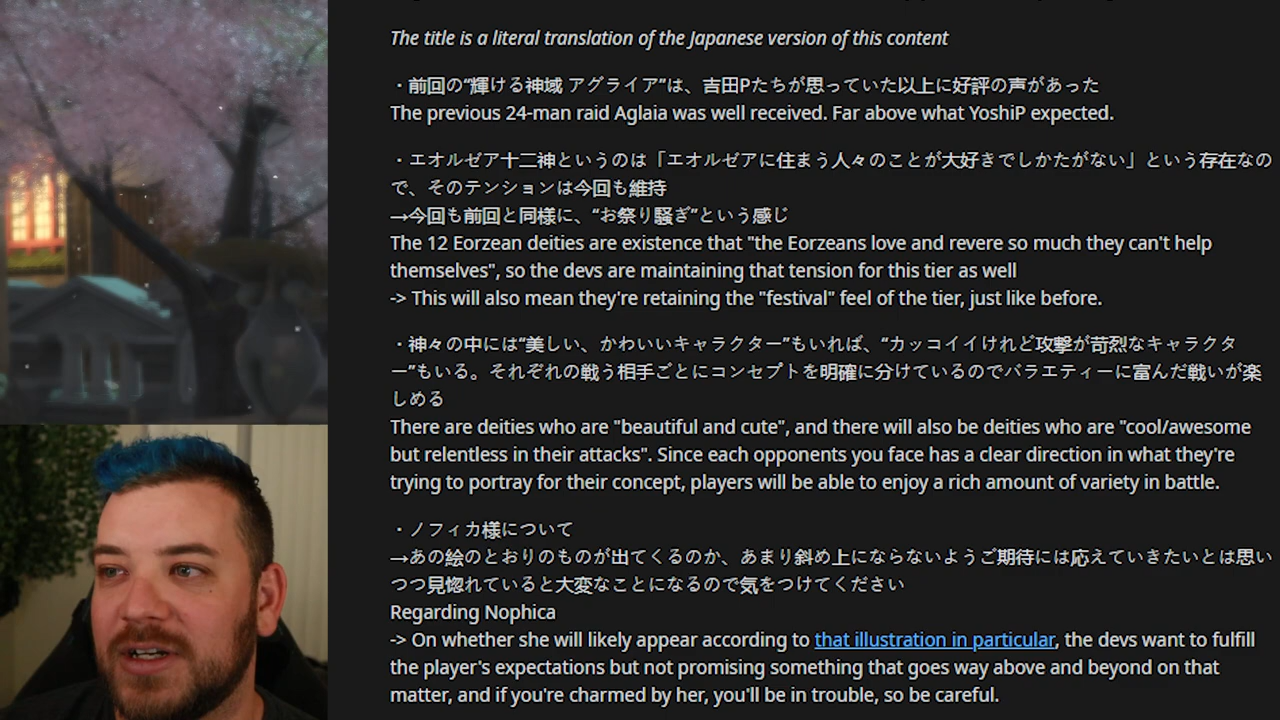 The title is a literal translation of the Japanese version of this content
・前回の“輝ける神域 アグライア”は、吉田Pたちが思っていた以上に好評の声があった
The previous 24-man raid Aglaia was well received. Far above what YoshiP expected.
・エオルゼア十二神というのは「エオルゼアに住まう人々のことが大好きでしかたがない」という存在なの
で、そのテンションは今回も維持
→今回も前回と同様に、“お祭り騒ぎ”という感じ
The 12 Eorzean deities are existence that "the Eorzeans love and revere so much they can't help
themselves", so the devs are maintaining that tension for this tier as well
-> This will also mean they're retaining the "festival" feel of the tier, just like before.
・神々の中には“美しい、かわいいキャラクター”もいれば、“カッコイイけれど攻撃が苛烈なキャラクタ
ー”もいる。それぞれの戦う相手ごとにコンセプトを明確に分けているのでバラエティーに富んだ戦いが楽
しめる
There are deities who are "beautiful and cute", and there will also be deities who are "cool/awesome
but relentless in their attacks". Since each opponents you face has a clear direction in what they're
trying to portray for their concept, players will be able to enjoy a rich amount of variety in battle.
・ノフィカ様について
→あの絵のとおりのものが出てくるのか、あまり斜め上にならないようご期待には応えていきたいとは思い
つつ見惚れていると大変なことになるので気をつけてください
Regarding Nophica
-> On whether she will likely appear according to that illustration in particular, the devs want to fulfill
the player's expectations but not promising something that goes way above and beyond on that
matter, and if you're charmed by her, you'll be in trouble, so be careful.